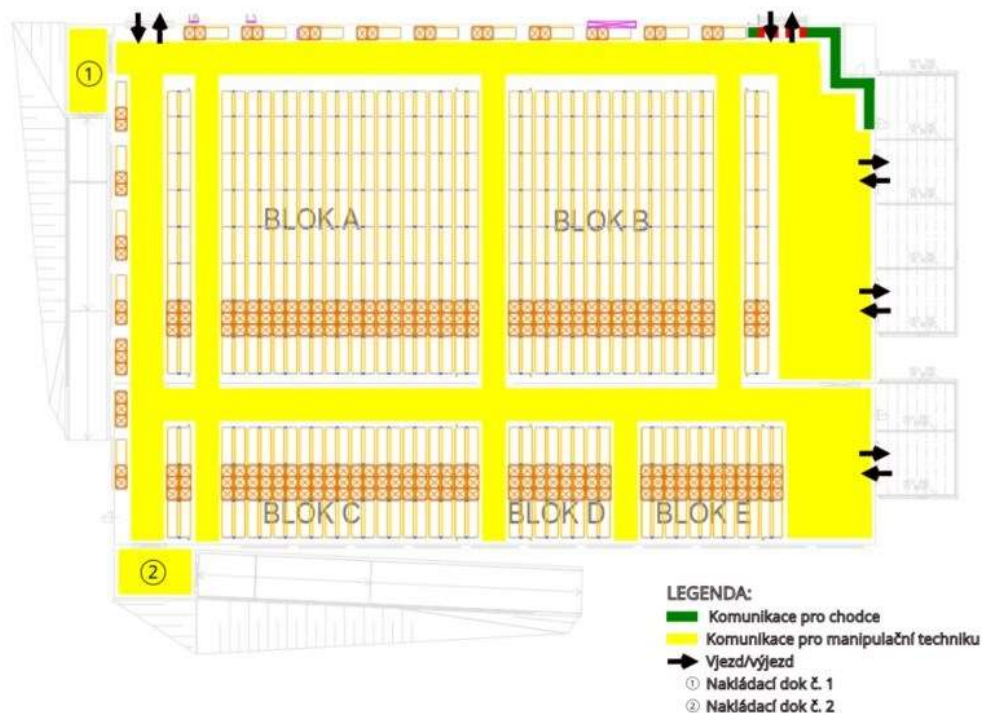 ①
BLOK A
BLOK B
BLOK C
BLOK D
BLOK E
②
LEGENDA:
Komunikace pro chodce
Komunikace pro manipulační techniku
Vjezd/výjezd
① Nakládací dok č. 1
② Nakládací dok č. 2